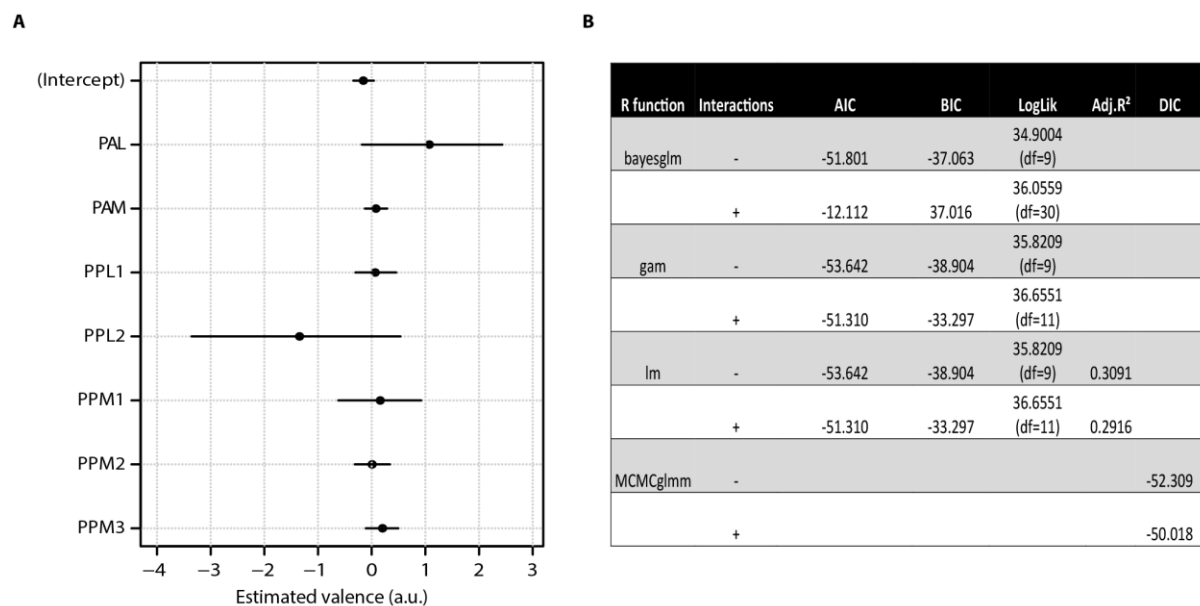 A
(Intercept)
PAL
PAM
PPL1
PPL2
PPM1
PPM2
PPM3
−4 −3 −2 −1 0 1 2 3
Estimated valence (a.u.)
B
R function Interactions AIC BIC LogLik Adj.R² DIC
bayesglm - -51.801 -37.063 34.9004
(df=9)
+ -12.112 37.016 36.0559
(df=30)
gam - -53.642 -38.904 35.8209
(df=9)
+ -51.310 -33.297 36.6551
(df=11)
lm - -53.642 -38.904 35.8209
(df=9) 0.3091
+ -51.310 -33.297 36.6551
(df=11) 0.2916
MCMCglmm - -52.309
+ -50.018